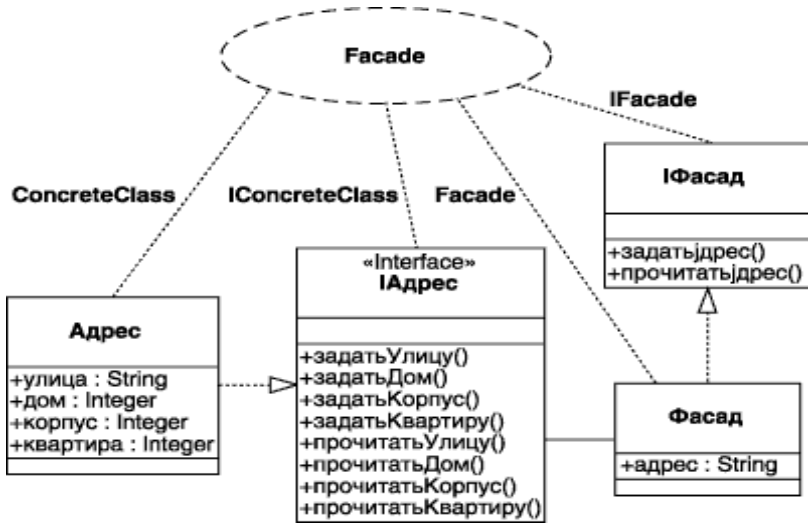 Facade
IFacade
ConcreteClass
IConcreteClass
Facade
IФасад
+задатьјдрес()
+прочитатьјдрес()
«Interface»
IАдрес
+задатьУлицу()
+задатьДом()
+задатьКорпус()
+задатьКвартиру()
+прочитатьУлицу()
+прочитатьДом()
+прочитатьКорпус()
+прочитатьКвартиру()
Адрес
+улица : String
+дом : Integer
+корпус : Integer
+квартира : Integer
Фасад
+адрес : String